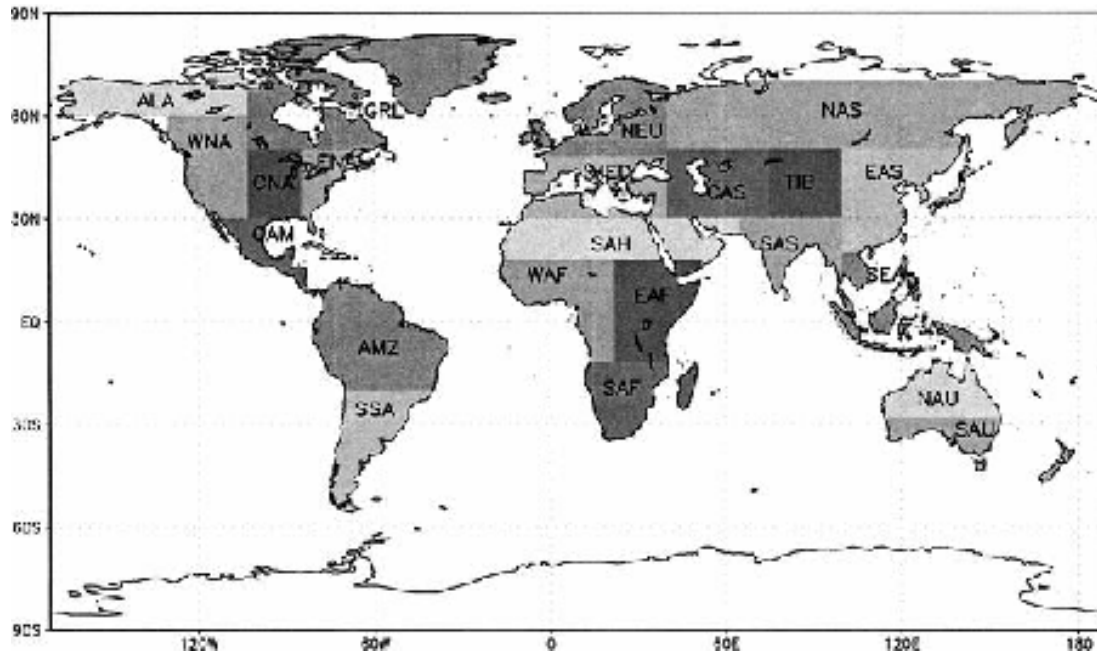 90N
ALA
GRL
NAS
60N
NEU
WNA
ENA
EAS
CNA
MED
CAS
TIB
30N
CAM
SAH
SAS
WAF
SEA
EAF
EQ
AMZ
SAF
NAU
SSA
30S
SAU
60S
90S
120W
60W
0
60E
120E
180